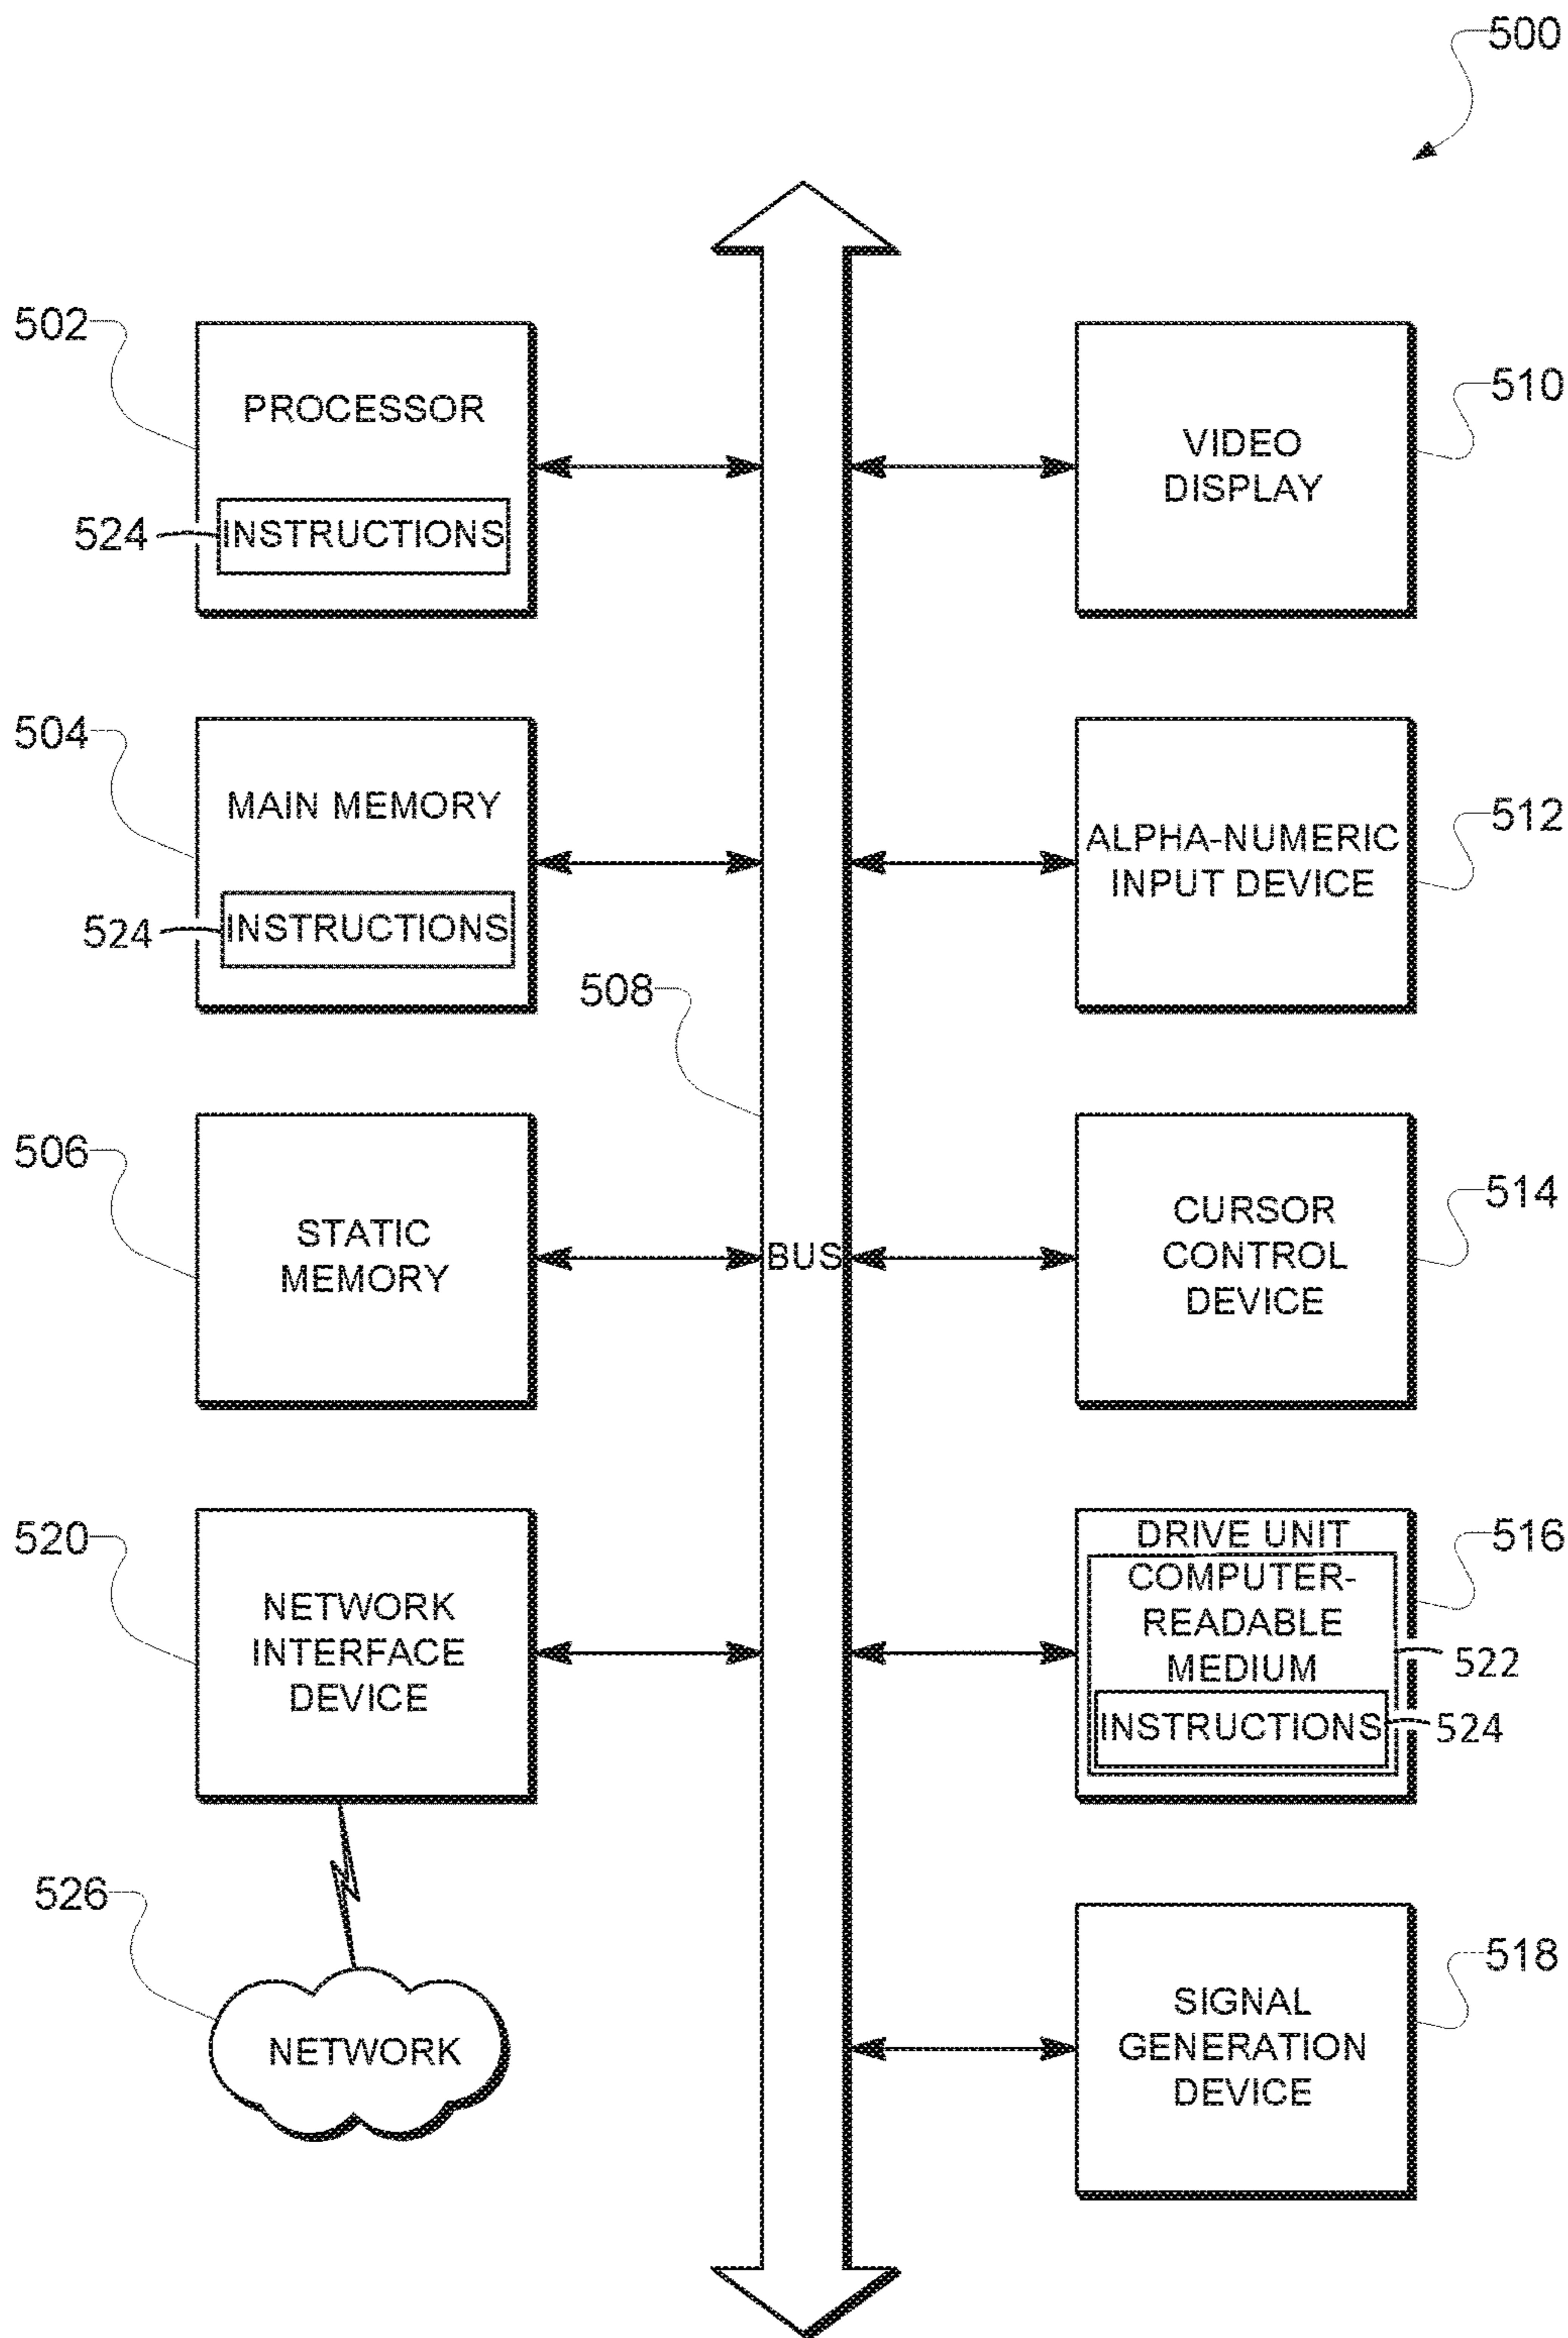 500
502
PROCESSOR
524
INSTRUCTIONS
510
VIDEO
DISPLAY
504
MAIN MEMORY
524
INSTRUCTIONS
512
ALPHA-NUMERIC
INPUT DEVICE
508
506
STATIC
MEMORY
BUS
514
CURSOR
CONTROL
DEVICE
520
NETWORK
INTERFACE
DEVICE
516
DRIVE UNIT
COMPUTER-
READABLE
MEDIUM
522
INSTRUCTIONS
524
526
NETWORK
518
SIGNAL
GENERATION
DEVICE